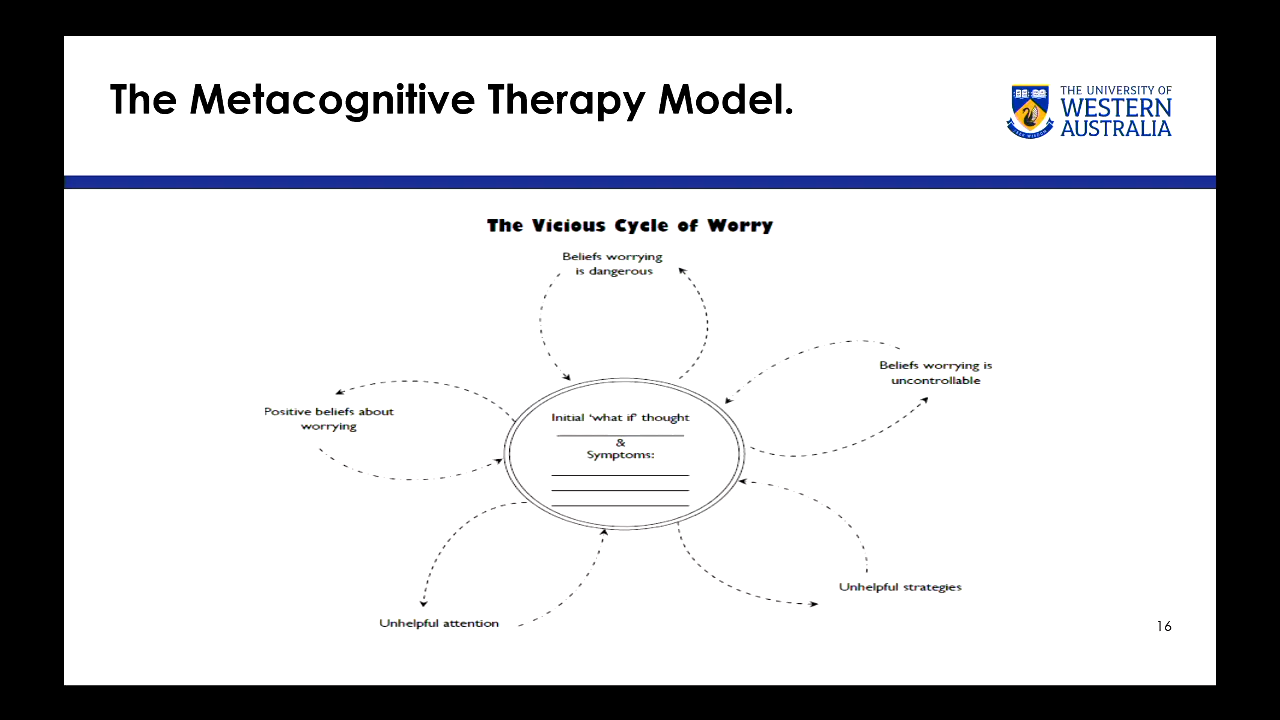 The Metacognitive Therapy Model.
THE UNIVERSITY OF
WESTERN
AUSTRALIA
The Vicious Cycle of Worry
Beliefs worrying
is dangerous
Beliefs worrying is
uncontrollable
Positive beliefs about
worrying
Initial ‘what if’ thought
&
Symptoms:
Unhelpful strategies
Unhelpful attention
16